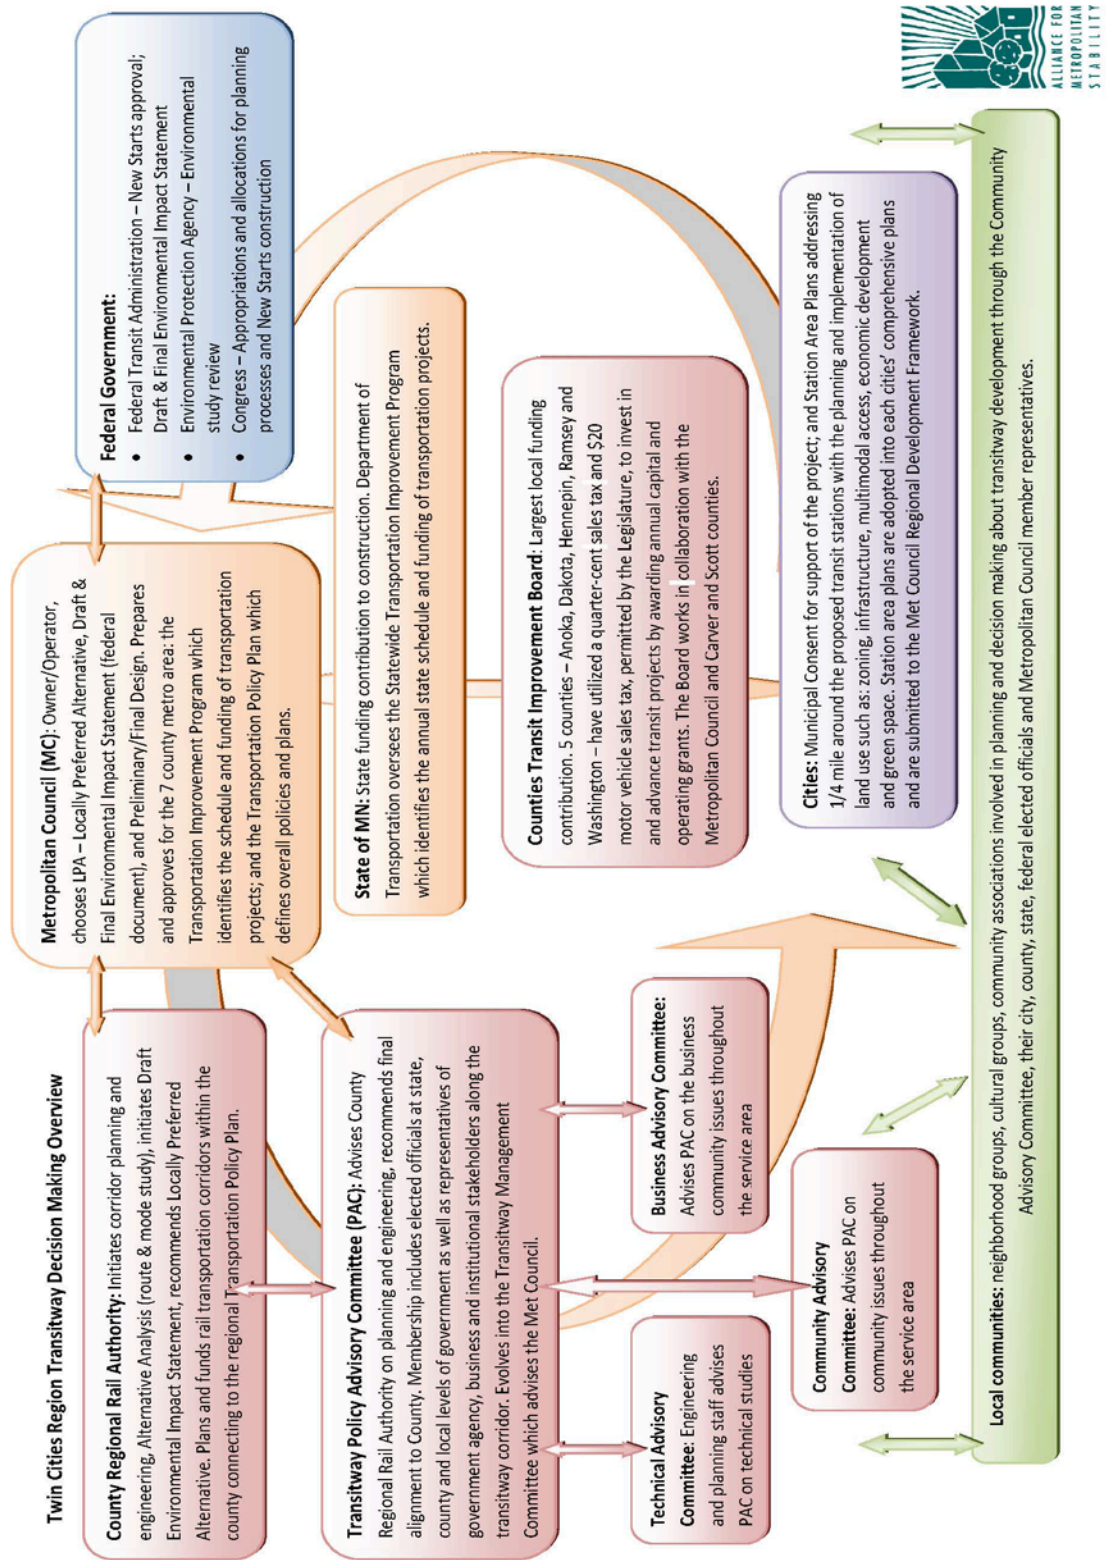 Twin Cities Region Transitway Decision Making Overview
County Regional Rail Authority: Initiates corridor planning and
engineering, Alternative Analysis (route & mode study), initiates Draft
Environmental Impact Statement, recommends Locally Preferred
Alternative. Plans and funds rail transportation corridors within the
county connecting to the regional Transportation Policy Plan.
Metropolitan Council (MC): Owner/Operator,
chooses LPA – Locally Preferred Alternative, Draft &
Final Environmental Impact Statement (federal
document), and Preliminary/Final Design. Prepares
and approves for the 7 county metro area: the
Transportation Improvement Program which
identifies the schedule and funding of transportation
projects; and the Transportation Policy Plan which
defines overall policies and plans.
Federal Government:
• Federal Transit Administration – New Starts approval;
Draft & Final Environmental Impact Statement
• Environmental Protection Agency – Environmental
study review
• Congress – Appropriations and allocations for planning
processes and New Starts construction
Transitway Policy Advisory Committee (PAC): Advises County
Regional Rail Authority on planning and engineering, recommends final
alignment to County. Membership includes elected officials at state,
county and local levels of government as well as representatives of
government agency, business and institutional stakeholders along the
transitway corridor. Evolves into the Transitway Management
Committee which advises the Met Council.
State of MN: State funding contribution to construction. Department of
Transportation oversees the Statewide Transportation Improvement Program
which identifies the annual state schedule and funding of transportation projects.
Counties Transit Improvement Board: Largest local funding
contribution. 5 counties – Anoka, Dakota, Hennepin, Ramsey and
Washington – have utilized a quarter-cent sales tax and $20
motor vehicle sales tax, permitted by the Legislature, to invest in
and advance transit projects by awarding annual capital and
operating grants. The Board works in collaboration with the
Metropolitan Council and Carver and Scott counties.
Technical Advisory
Committee: Engineering
and planning staff advises
PAC on technical studies
Business Advisory Committee:
Advises PAC on the business
community issues throughout
the service area
Community Advisory
Committee: Advises PAC on
community issues throughout
the service area
Cities: Municipal Consent for support of the project; and Station Area Plans addressing
1/4 mile around the proposed transit stations with the planning and implementation of
land use such as: zoning, infrastructure, multimodal access, economic development
and green space. Station area plans are adopted into each cities' comprehensive plans
and are submitted to the Met Council Regional Development Framework.
Local communities: neighborhood groups, cultural groups, community associations involved in planning and decision making about transitway development through the Community
Advisory Committee, their city, county, state, federal elected officials and Metropolitan Council member representatives.
ALLIANCE FOR
METROPOLITAN
STABILITY